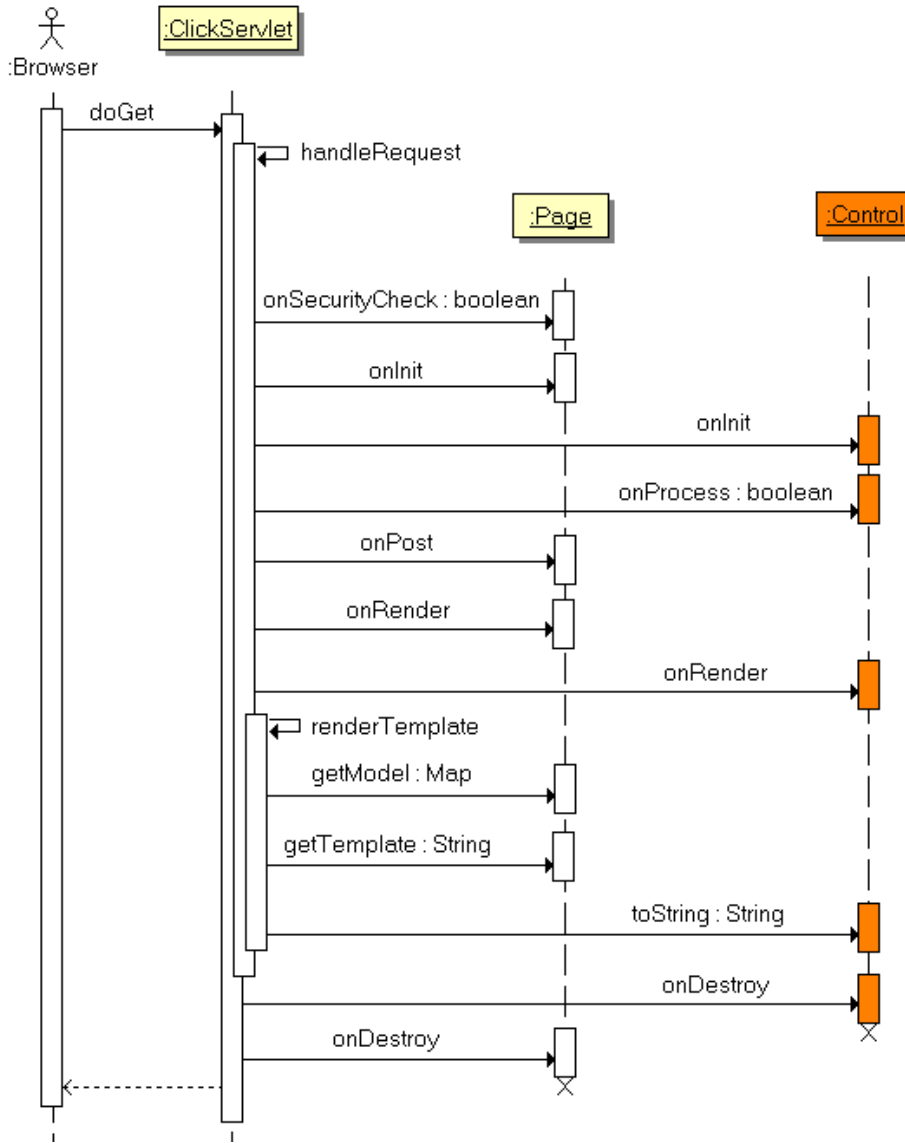 :ClickServlet
:Browser
doGet
handleRequest
:Page
:Control
onSecurityCheck : boolean
onInit
onInit
onProcess : boolean
onPost
onRender
onRender
renderTemplate
getModel : Map
getTemplate : String
toString : String
onDestroy
onDestroy